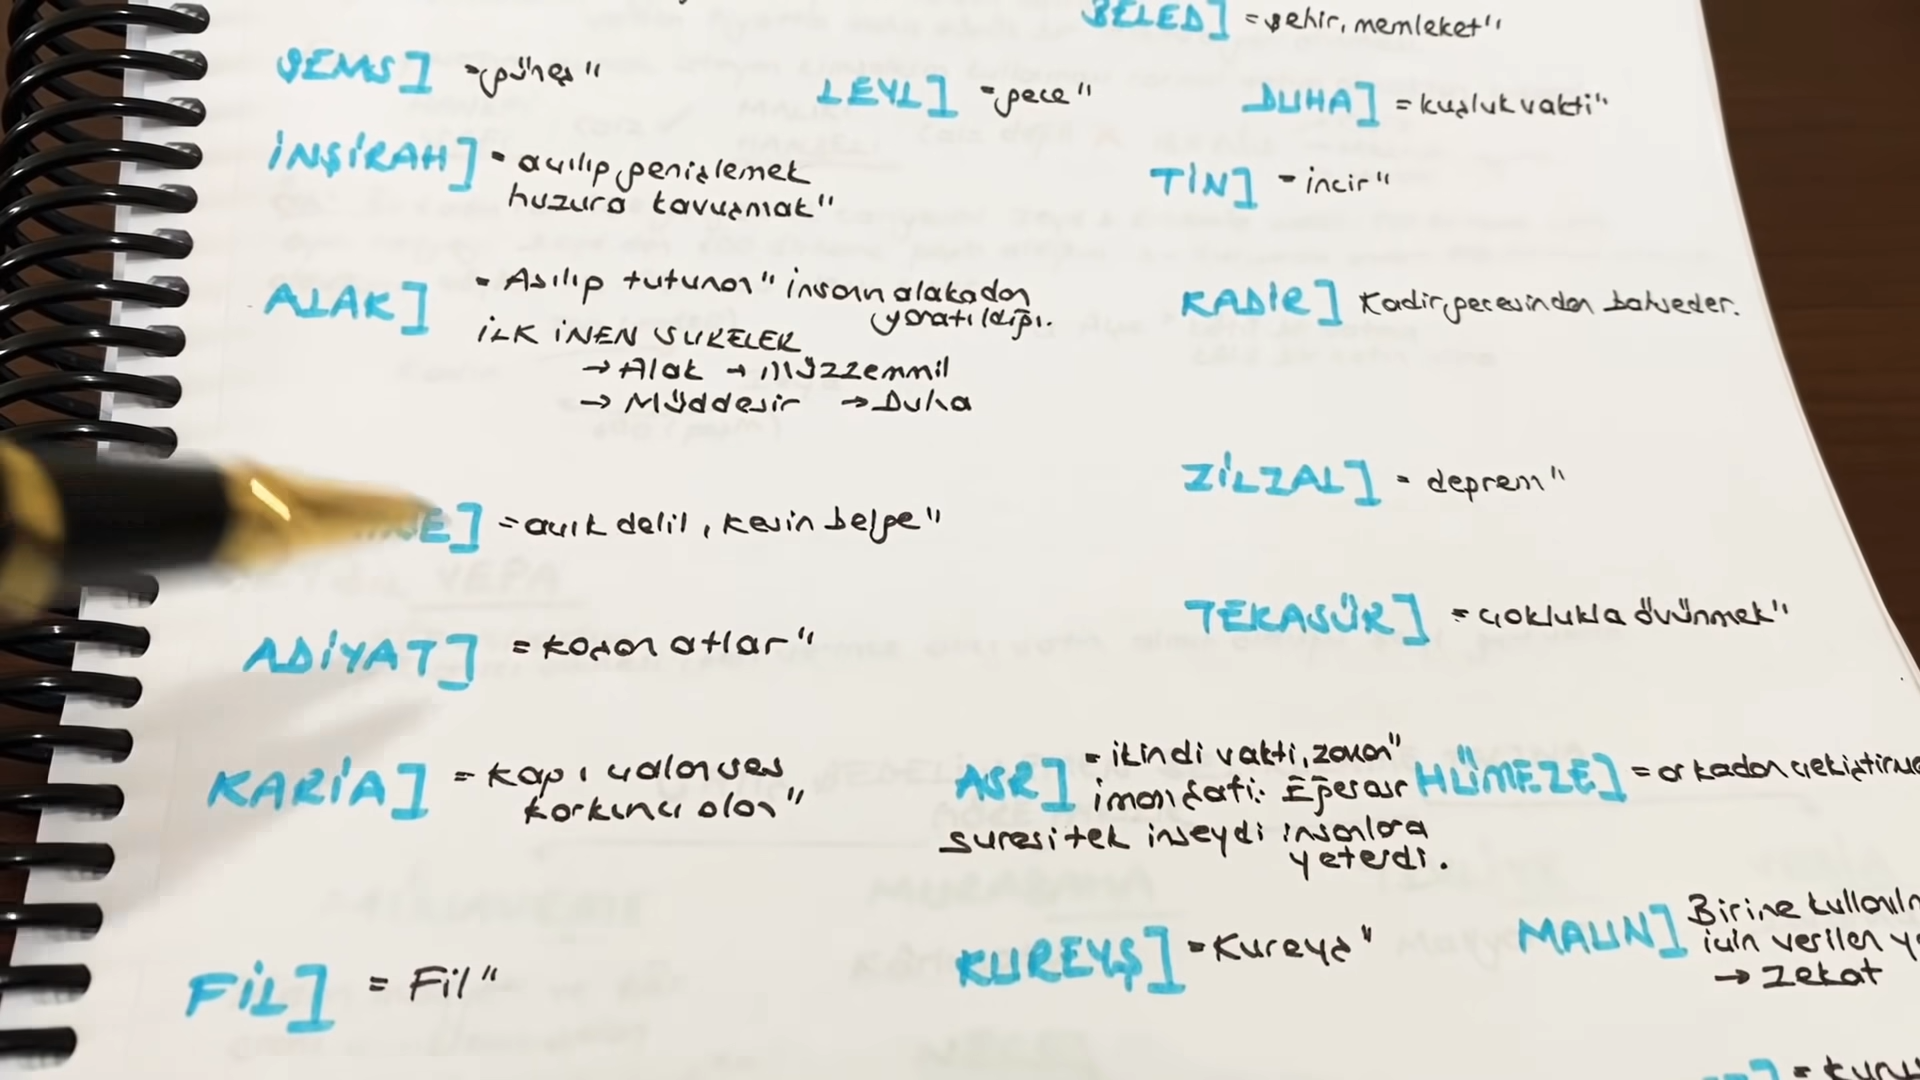 BELED] = şehir, memleket"
ŞEMS] "güneş"
LEYL] "gece"
DUHA] = kuşluk vakti"
İNŞİRAH] "açılıp genişlemek
huzura kavuşmak"
TİN] "incir"
ALAK] "Asılıp tutunan" insanın alakadan
yaratıldığı.
İLK İNEN SURELER
→ Alak → Müzzemmil
→ Müddesir → Duha
KADİR] Kadir gecesinden bahseder.
NE] = açık delil, kesin belge"
ZİLZAL] = deprem"
ADİYAT] = koşan atlar"
TEKASÜR] = çoklukla övünmek"
KARİA] = kapı çalan ses
korkunç olan"
ASR] = ikindi vakti, zaman"
imam şafi: Eğer asr
suresi tek inseydi insanlara
yeterdi.
HÜMEZE] = arkadan çekiştirme
FİL] = Fil"
KUREYŞ] = Kureyş"
MAUN] Birine
için verilen
→ zekat